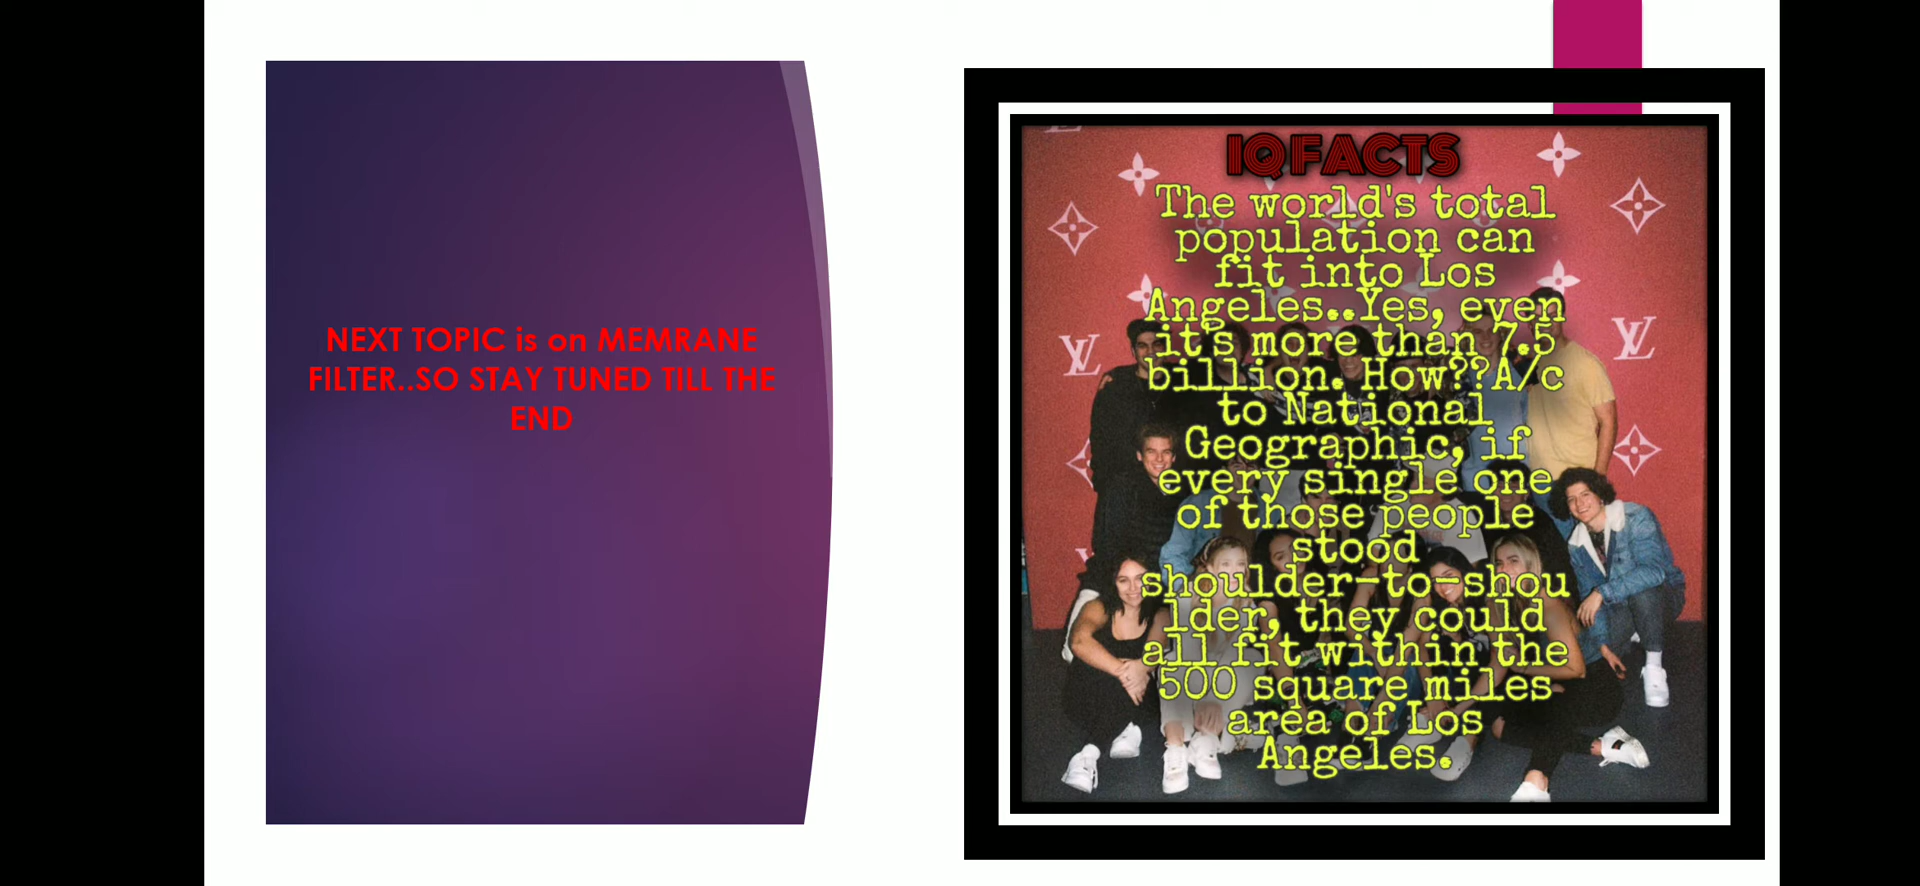 NEXT TOPIC is on MEMRANE
FILTER..SO STAY TUNED TILL THE
END
IQ FACTS
The world's total
population can
fit into Los
Angeles..Yes, even
it's more than 7.5
billion. How??A/c
to National
Geographic, if
every single one
of those people
stood
shoulder-to-shou
lder, they could
all fit within the
500 square miles
area of Los
Angeles.